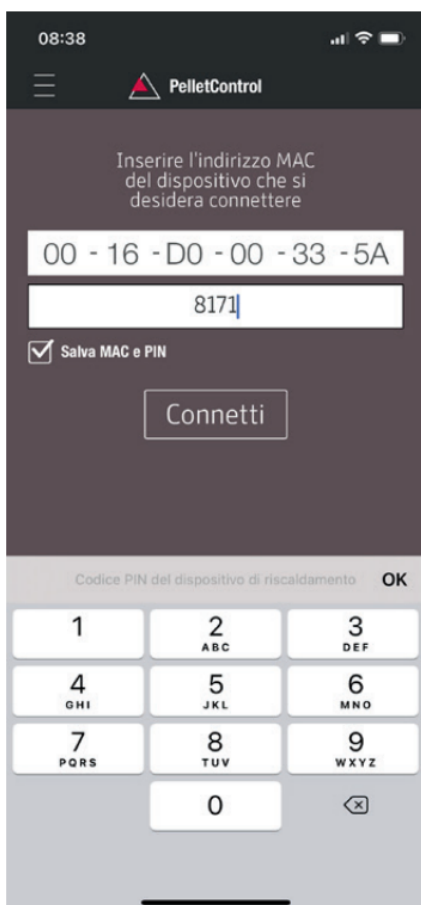 08:38
PelletControl
Inserire l'indirizzo MAC
del dispositivo che si
desidera connettere
00 - 16 - D0 - 00 - 33 - 5A
8171
Salva MAC e PIN
Connetti
Codice PIN del dispositivo di riscaldamento OK
1 2 3
ABC DEF
4 5 6
GHI JKL MNO
7 8 9
PQRS TUV WXYZ
0